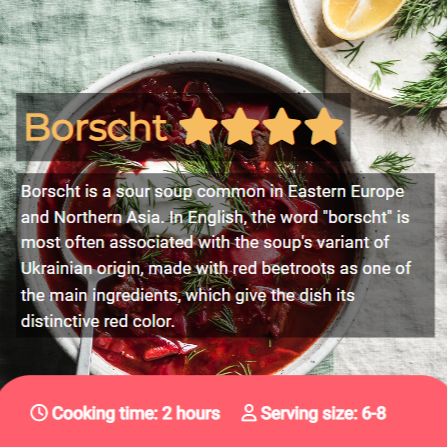 Borscht
Borscht is a sour soup common in Eastern Europe
and Northern Asia. In English, the word "borscht" is
most often associated with the soup's variant of
Ukrainian origin, made with red beetroots as one of
the main ingredients, which give the dish its
distinctive red color.
Cooking time: 2 hours Serving size: 6-8